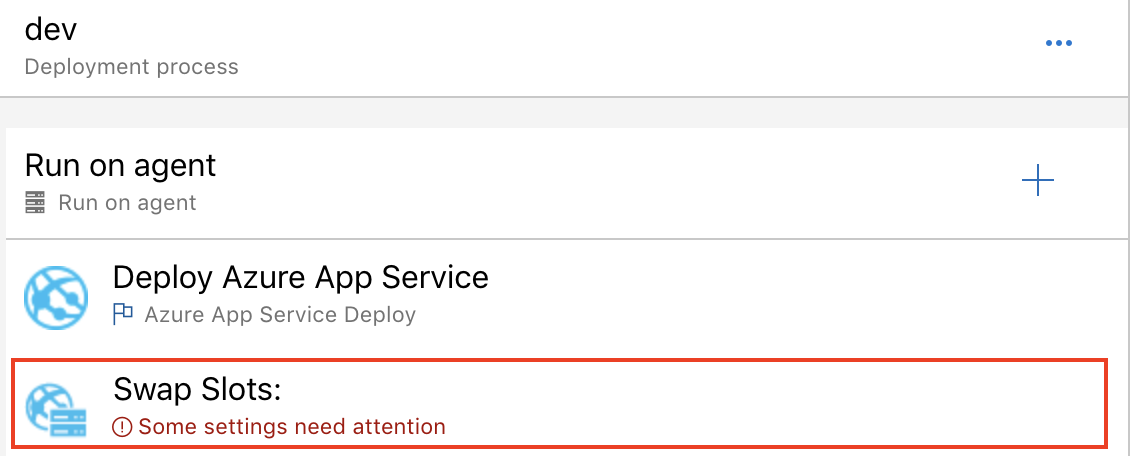 dev
Deployment process
Run on agent
Run on agent
Deploy Azure App Service
Azure App Service Deploy
Swap Slots:
Some settings need attention